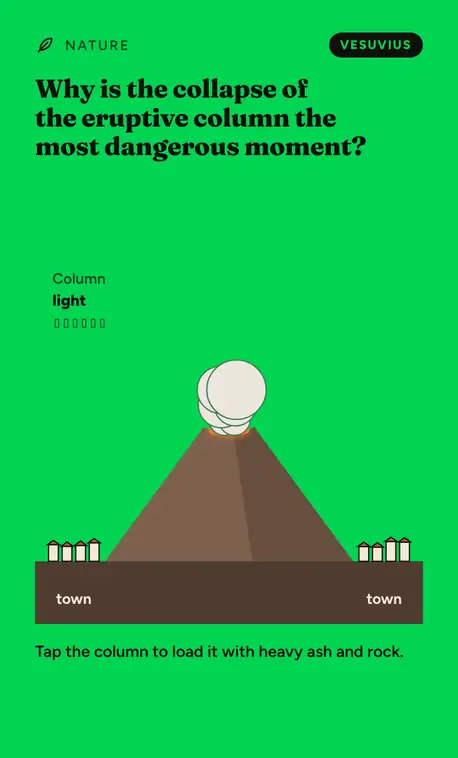 NATURE
VESUVIUS
Why is the collapse of
the eruptive column the
most dangerous moment?
Column
light
▯▯▯▯▯▯
town
town
Tap the column to load it with heavy ash and rock.